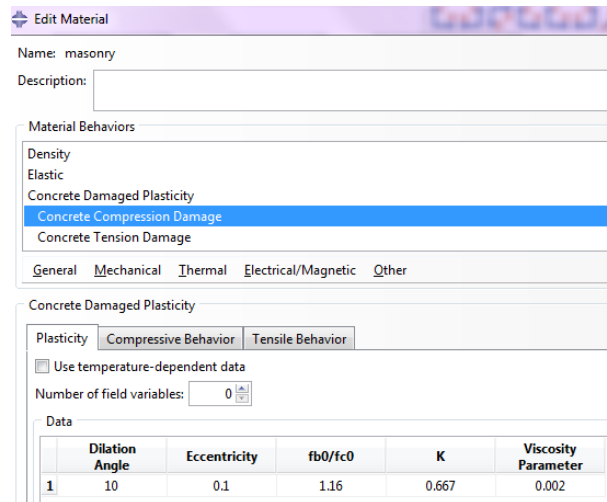 Edit Material
Name: masonry
Description:
Material Behaviors
Density
Elastic
Concrete Damaged Plasticity
Concrete Compression Damage
Concrete Tension Damage
General Mechanical Thermal Electrical/Magnetic Other
Concrete Damaged Plasticity
Plasticity Compressive Behavior Tensile Behavior
Use temperature-dependent data
Number of field variables: 0
Data
Dilation Angle Eccentricity fb0/fc0 K Viscosity Parameter
1 10 0.1 1.16 0.667 0.002